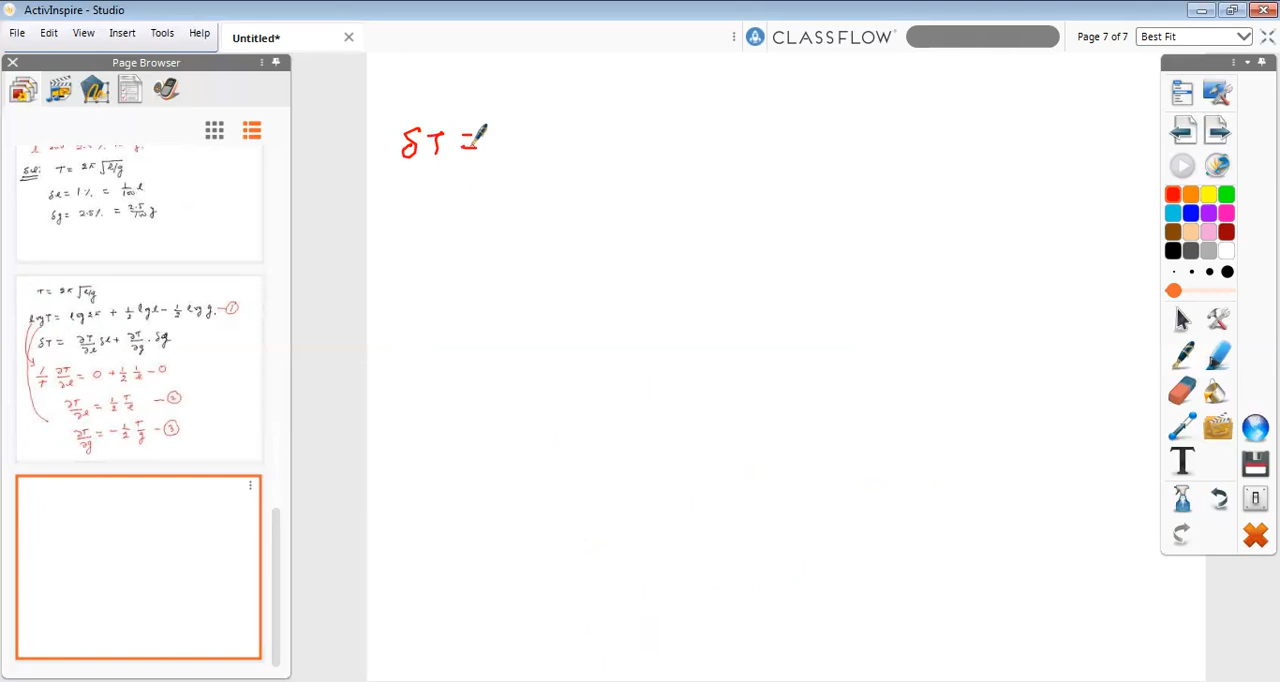 ActivInspire - Studio
File Edit View Insert Tools Help
Untitled*
CLASSFLOW
Page 7 of 7
Best Fit
Page Browser
Sol: T = 2π √l/g
δl = 1% = 1/100 l
δg = 2.5% = 2.5/100 g
T = 2π √l/g
log T = log 2π + 1/2 log l - 1/2 log g. - ①
δT = ∂T/∂l δl + ∂T/∂g . δg
1/T ∂T/∂l = 0 + 1/2 1/l - 0
∂T/∂l = 1/2 T/l - ②
∂T/∂g = - 1/2 T/g - ③
δT =
T